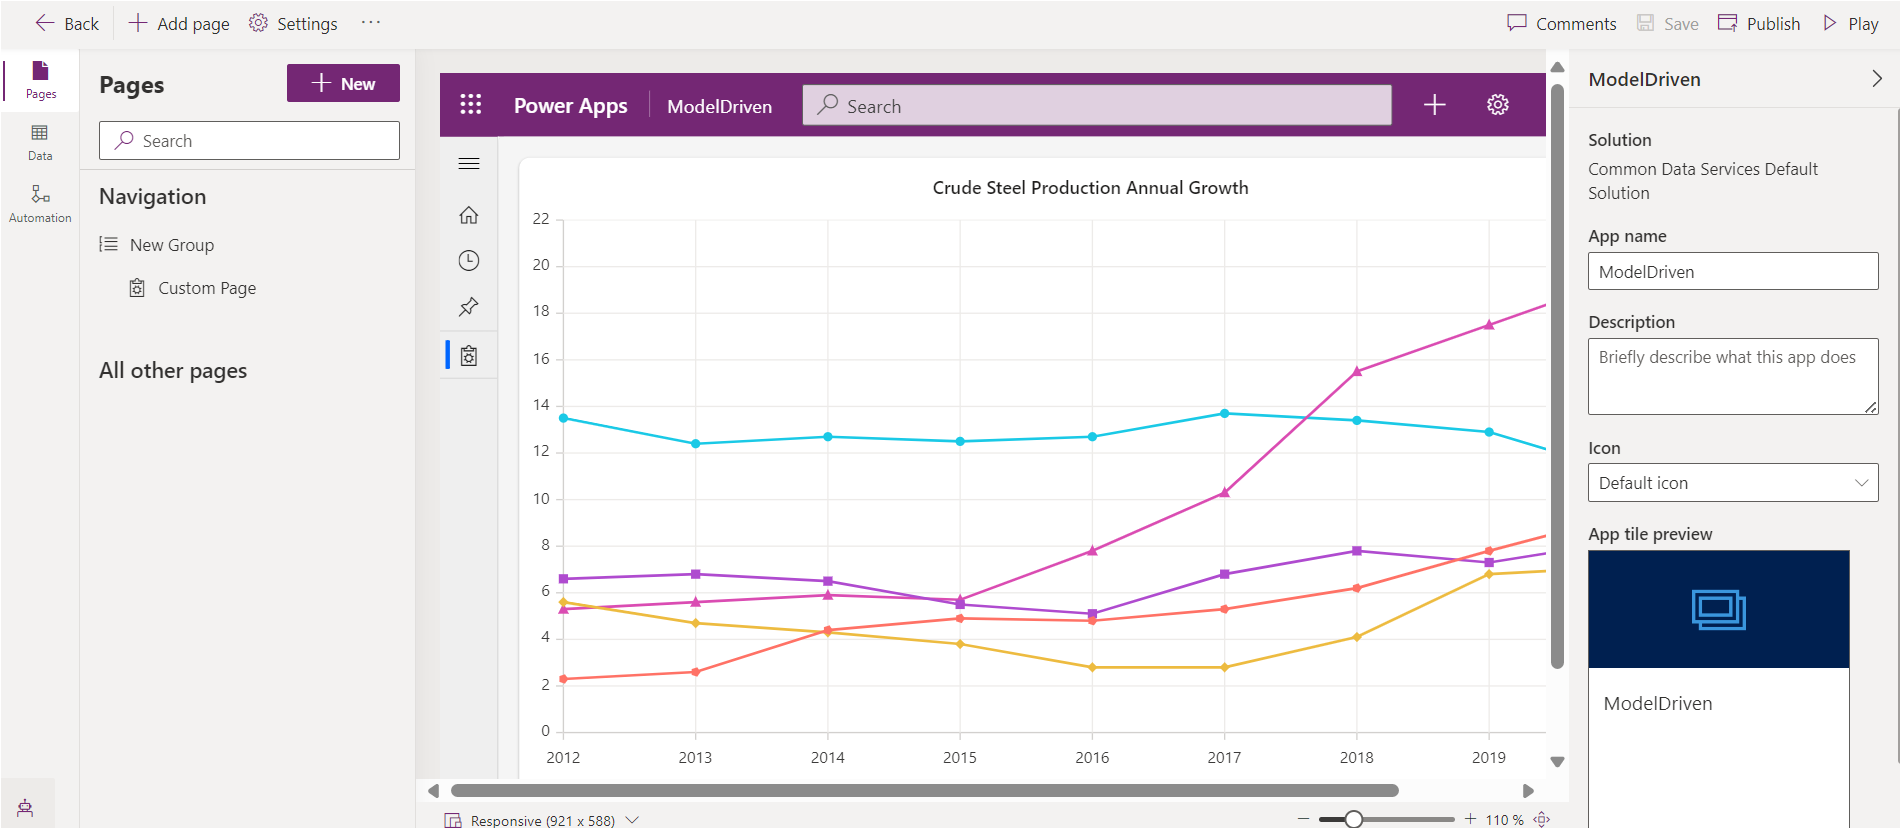 Back
Add page
Settings
···
Comments
Save
Publish
Play
Pages
Data
Automation
Pages
New
Search
Navigation
New Group
Custom Page
All other pages
Power Apps
ModelDriven
Search
Crude Steel Production Annual Growth
22
20
18
16
14
12
10
8
6
4
2
0
2012 2013 2014 2015 2016 2017 2018 2019
Responsive (921 x 588)
110 %
ModelDriven
Solution
Common Data Services Default
Solution
App name
ModelDriven
Description
Briefly describe what this app does
Icon
Default icon
App tile preview
ModelDriven